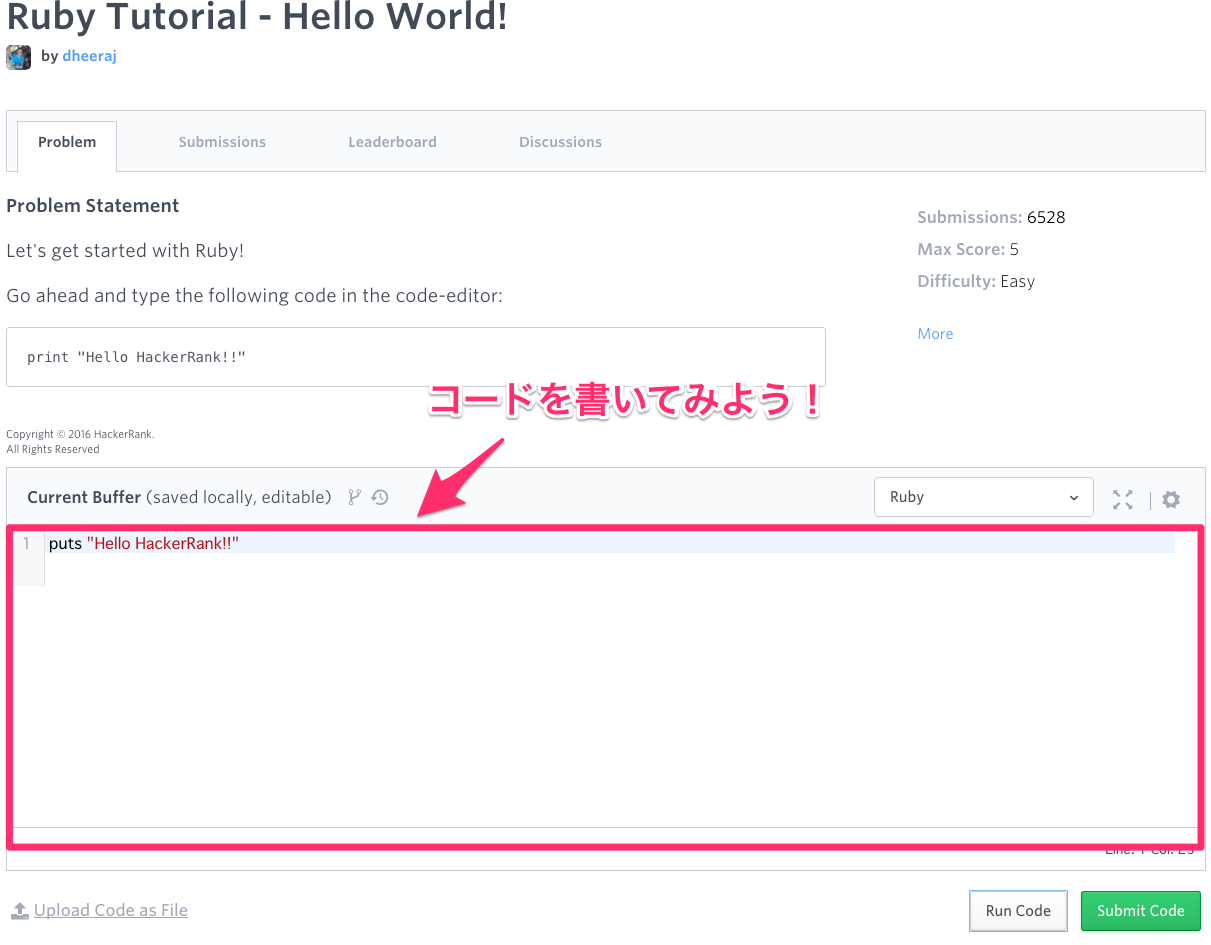 Ruby Tutorial - Hello World!
by dheeraj
Problem Submissions Leaderboard Discussions
Problem Statement
Let's get started with Ruby!
Go ahead and type the following code in the code-editor:
print "Hello HackerRank!!"
Submissions: 6528
Max Score: 5
Difficulty: Easy
More
コードを書いてみよう！
Copyright © 2016 HackerRank.
All Rights Reserved
Current Buffer (saved locally, editable) Ruby
1 puts "Hello HackerRank!!"
Line: 1 Col: 25
Upload Code as File Run Code Submit Code